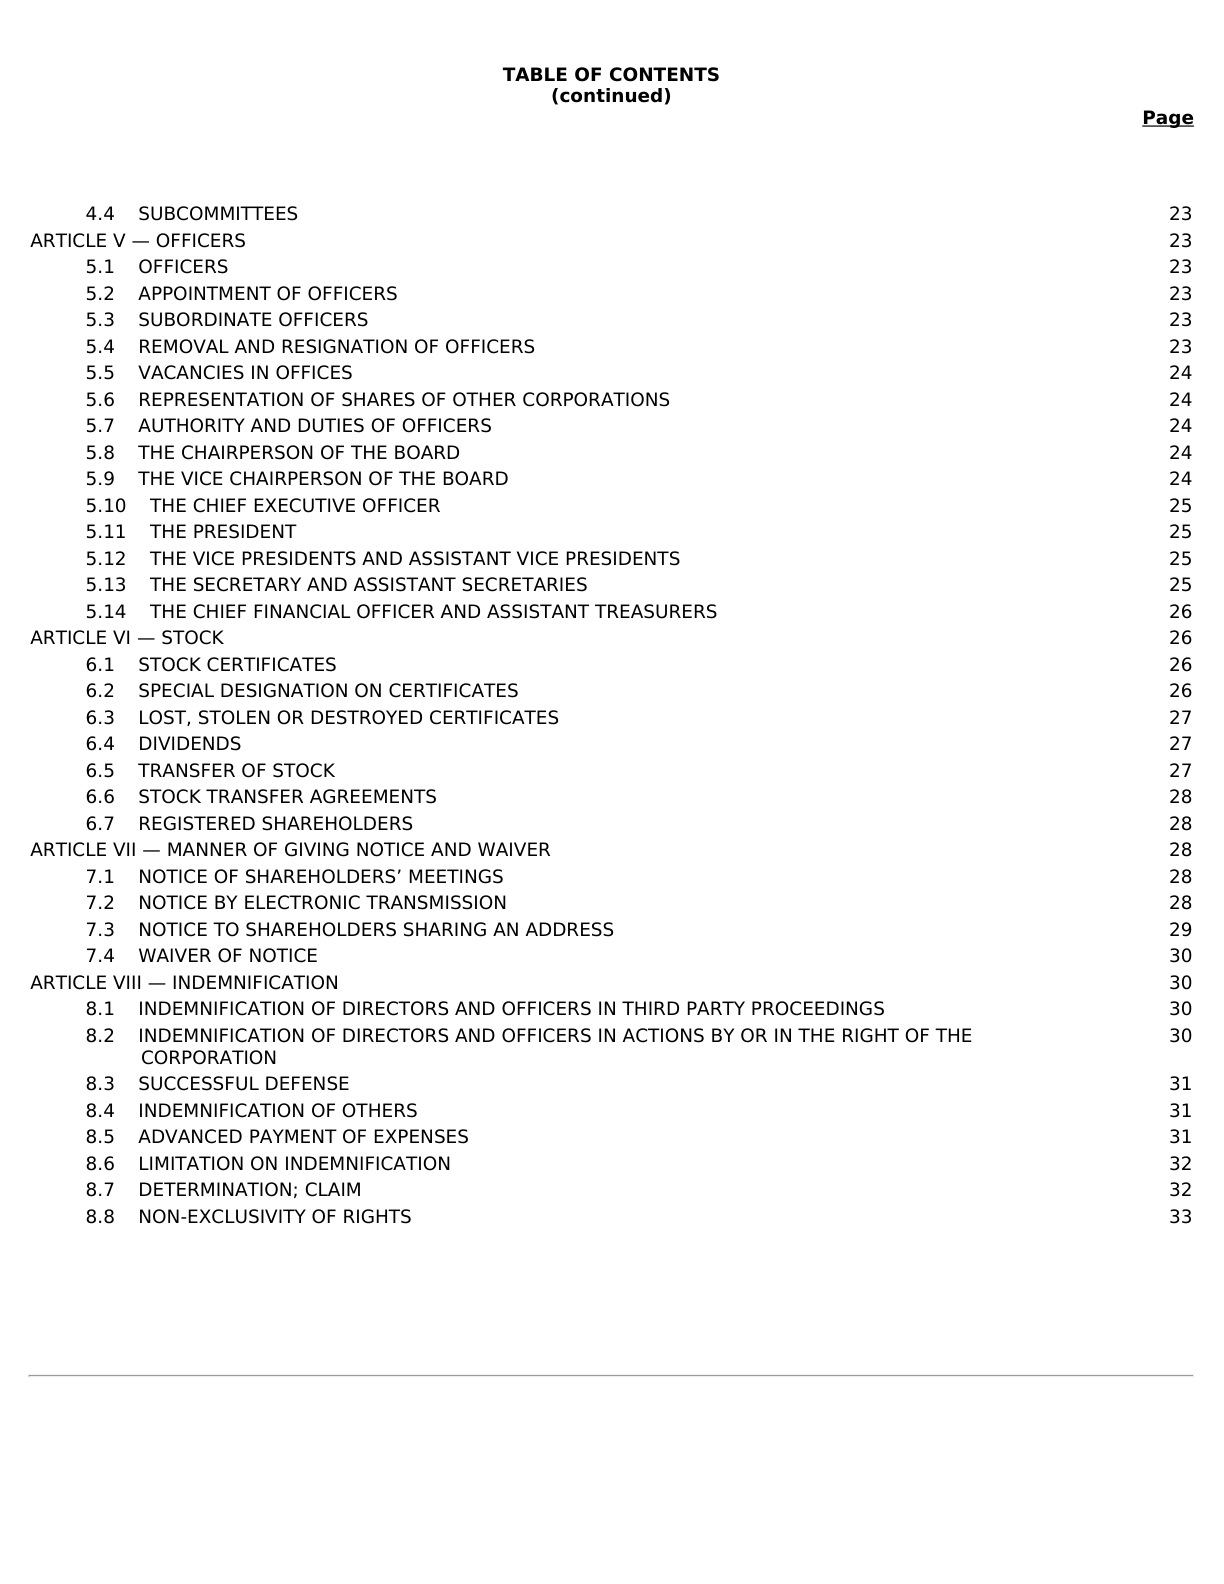 TABLE OF CONTENTS
(continued)
Page
4.4 SUBCOMMITTEES 23
ARTICLE V — OFFICERS 23
5.1 OFFICERS 23
5.2 APPOINTMENT OF OFFICERS 23
5.3 SUBORDINATE OFFICERS 23
5.4 REMOVAL AND RESIGNATION OF OFFICERS 23
5.5 VACANCIES IN OFFICES 24
5.6 REPRESENTATION OF SHARES OF OTHER CORPORATIONS 24
5.7 AUTHORITY AND DUTIES OF OFFICERS 24
5.8 THE CHAIRPERSON OF THE BOARD 24
5.9 THE VICE CHAIRPERSON OF THE BOARD 24
5.10 THE CHIEF EXECUTIVE OFFICER 25
5.11 THE PRESIDENT 25
5.12 THE VICE PRESIDENTS AND ASSISTANT VICE PRESIDENTS 25
5.13 THE SECRETARY AND ASSISTANT SECRETARIES 25
5.14 THE CHIEF FINANCIAL OFFICER AND ASSISTANT TREASURERS 26
ARTICLE VI — STOCK 26
6.1 STOCK CERTIFICATES 26
6.2 SPECIAL DESIGNATION ON CERTIFICATES 26
6.3 LOST, STOLEN OR DESTROYED CERTIFICATES 27
6.4 DIVIDENDS 27
6.5 TRANSFER OF STOCK 27
6.6 STOCK TRANSFER AGREEMENTS 28
6.7 REGISTERED SHAREHOLDERS 28
ARTICLE VII — MANNER OF GIVING NOTICE AND WAIVER 28
7.1 NOTICE OF SHAREHOLDERS’ MEETINGS 28
7.2 NOTICE BY ELECTRONIC TRANSMISSION 28
7.3 NOTICE TO SHAREHOLDERS SHARING AN ADDRESS 29
7.4 WAIVER OF NOTICE 30
ARTICLE VIII — INDEMNIFICATION 30
8.1 INDEMNIFICATION OF DIRECTORS AND OFFICERS IN THIRD PARTY PROCEEDINGS 30
8.2 INDEMNIFICATION OF DIRECTORS AND OFFICERS IN ACTIONS BY OR IN THE RIGHT OF THE 30
CORPORATION
8.3 SUCCESSFUL DEFENSE 31
8.4 INDEMNIFICATION OF OTHERS 31
8.5 ADVANCED PAYMENT OF EXPENSES 31
8.6 LIMITATION ON INDEMNIFICATION 32
8.7 DETERMINATION; CLAIM 32
8.8 NON-EXCLUSIVITY OF RIGHTS 33